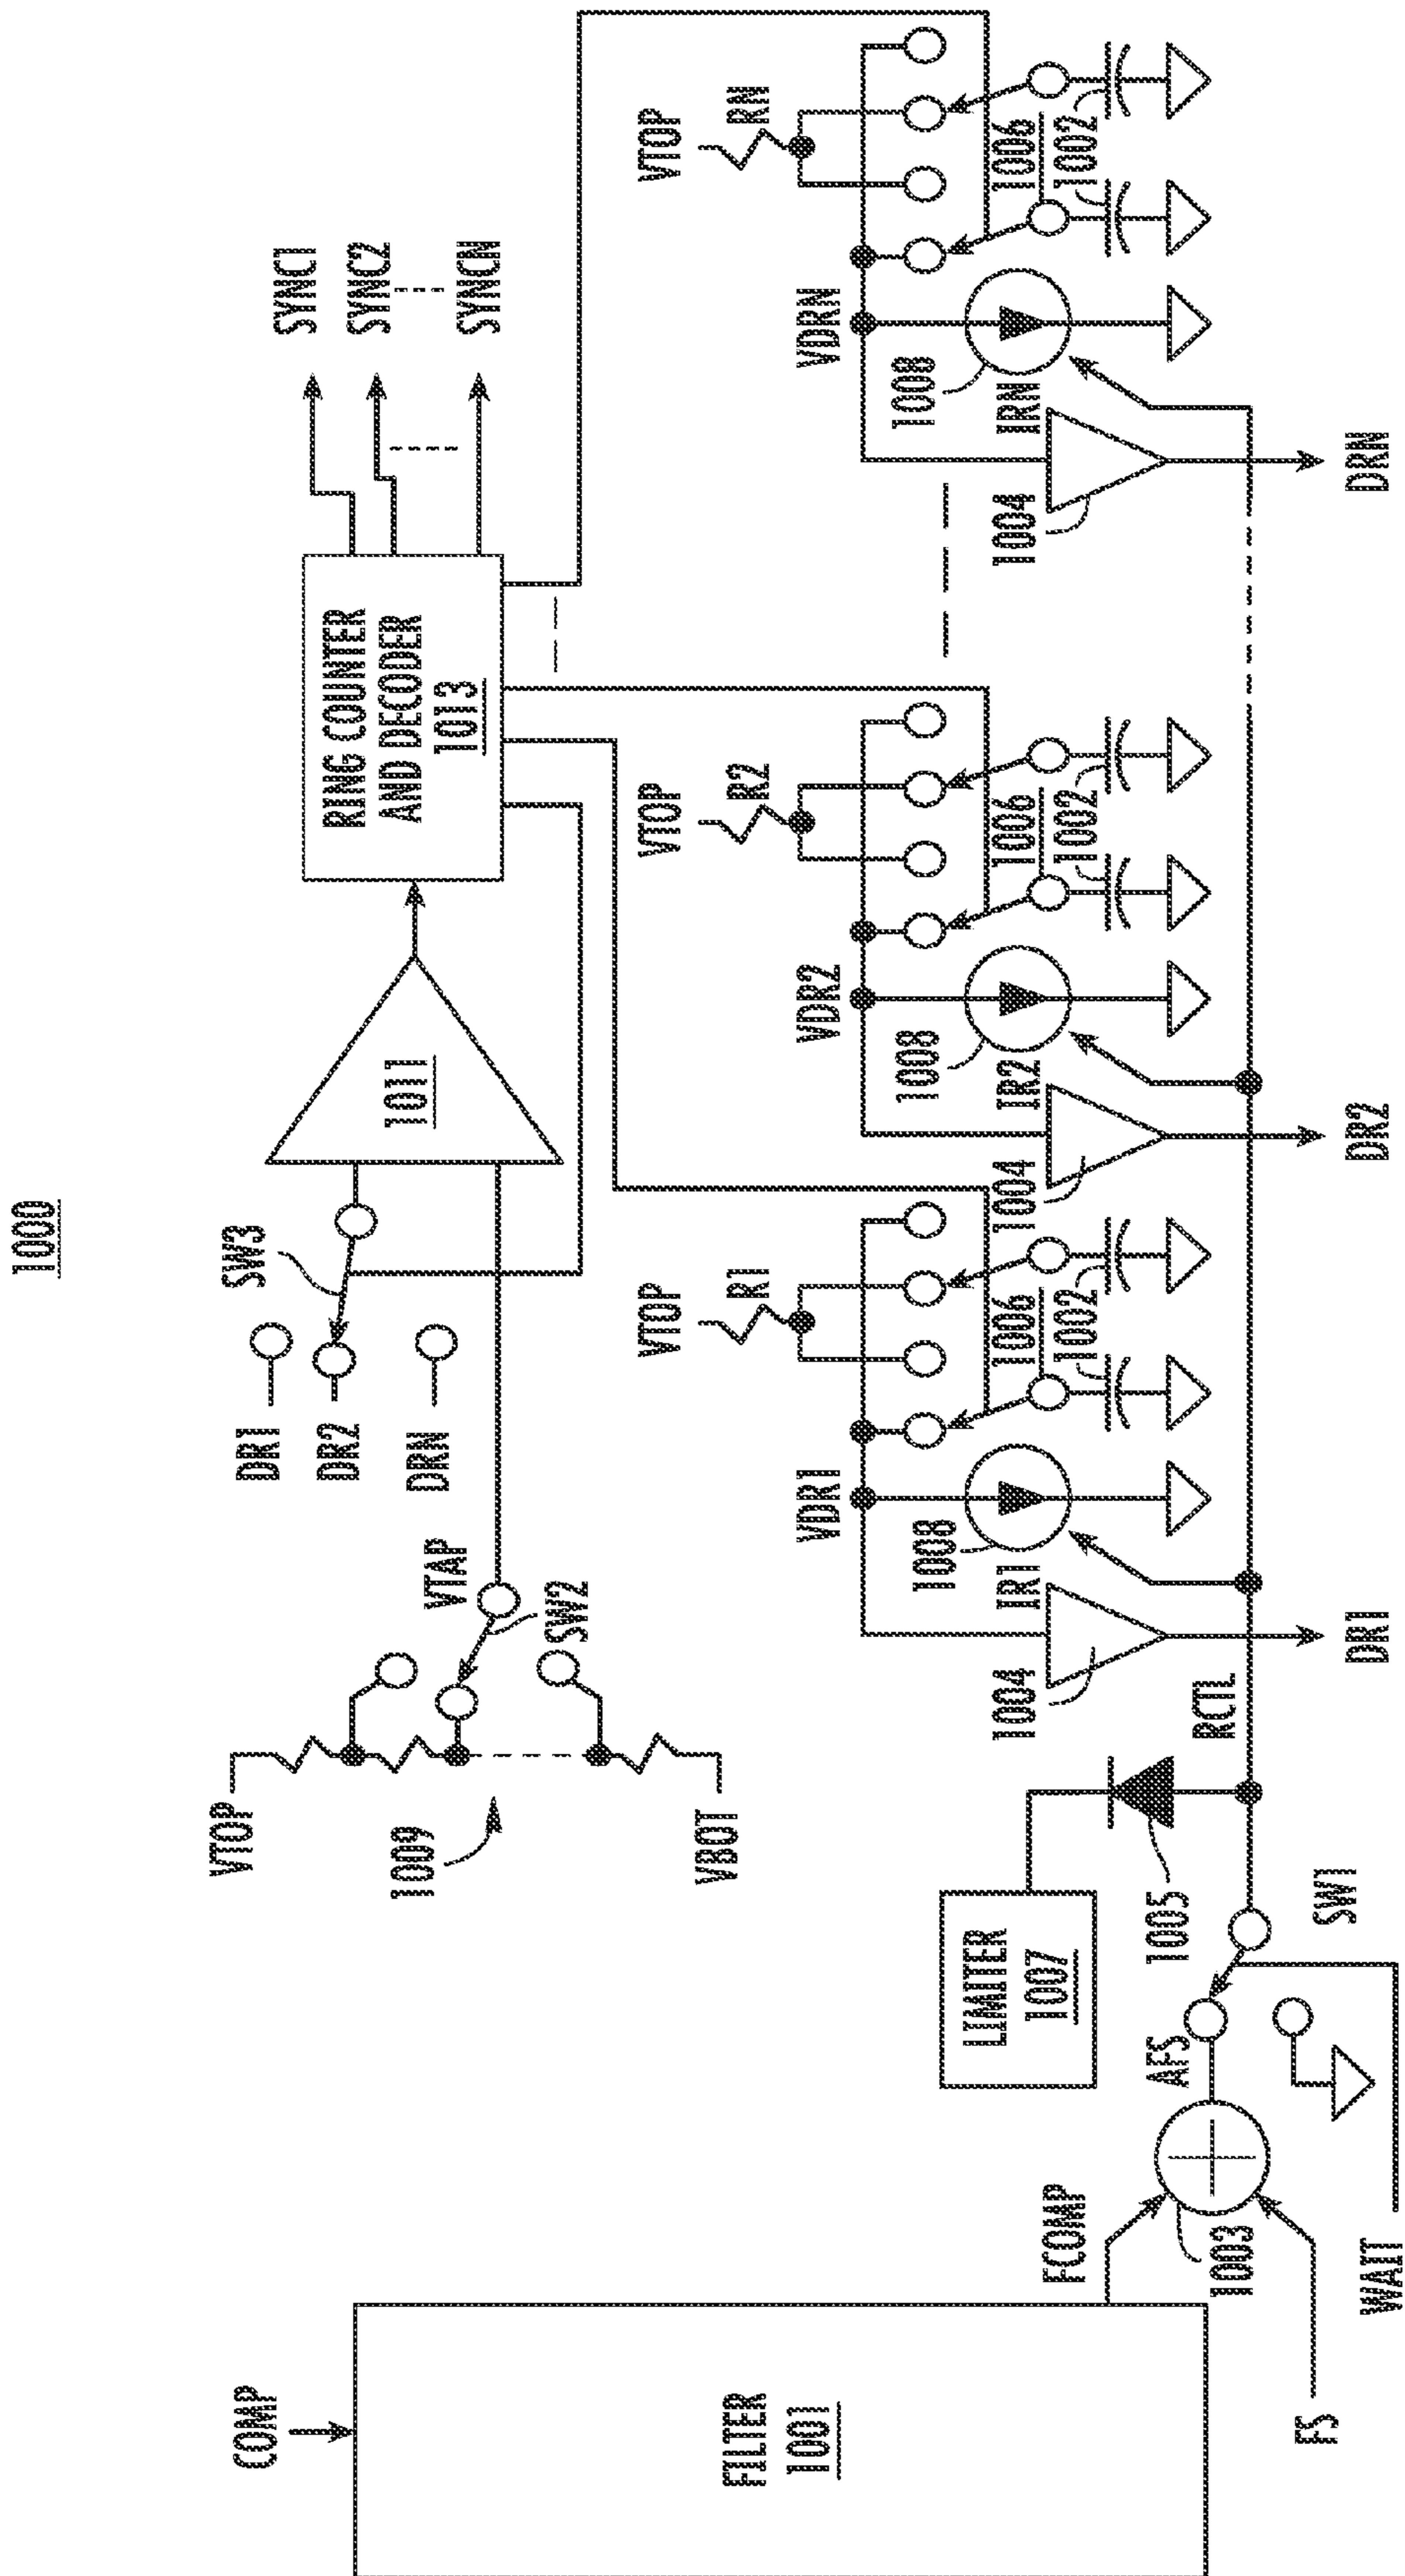 1000
COMP
FILTER
1001
FCOMP
FS
1003
AFS
WAIT
SW1
LIMITER
1007
1005
RCTL
VTOP
1009
VBOT
VTAP
SW2
DR1
DR2
DRN
SW3
1011
RING COUNTER
AND DECODER
1013
SYNC1
SYNC2
SYNCN
VTOP
R1
VDR1
1008
IR1
1004
1006
1002
DR1
VTOP
R2
VDR2
1008
IR2
1004
1006
1002
DR2
VTOP
RN
VDRN
1008
IRN
1004
1006
1002
DRN